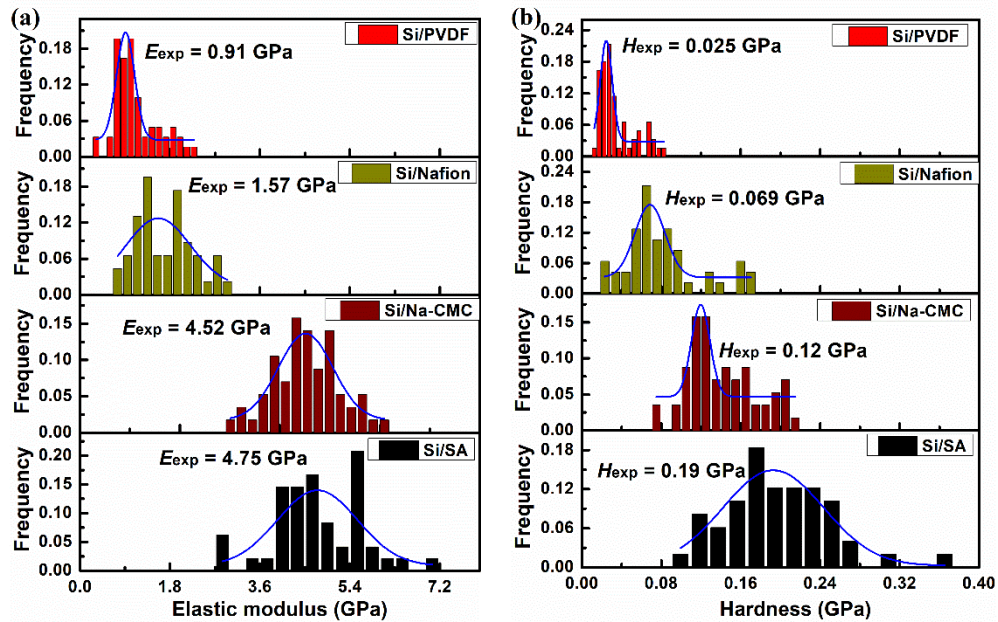 (a)
Frequency
0.18
0.12
0.06
0.00
Si/PVDF
Eexp = 0.91 GPa
Frequency
0.18
0.12
0.06
0.00
Si/Nafion
Eexp = 1.57 GPa
Frequency
0.15
0.10
0.05
0.00
Si/Na-CMC
Eexp = 4.52 GPa
Frequency
0.20
0.15
0.10
0.05
0.00
Si/SA
Eexp = 4.75 GPa
0.0 1.8 3.6 5.4 7.2
Elastic modulus (GPa)
(b)
Frequency
0.24
0.18
0.12
0.06
0.00
Si/PVDF
Hexp = 0.025 GPa
Frequency
0.24
0.18
0.12
0.06
0.00
Si/Nafion
Hexp = 0.069 GPa
Frequency
0.15
0.10
0.05
0.00
Si/Na-CMC
Hexp = 0.12 GPa
Frequency
0.18
0.12
0.06
0.00
Si/SA
Hexp = 0.19 GPa
0.00 0.08 0.16 0.24 0.32 0.40
Hardness (GPa)